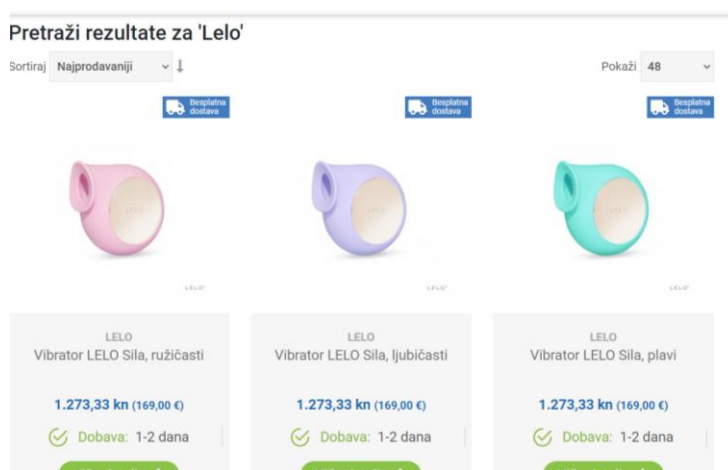 Pretraži rezultate za 'Lelo'
Sortiraj Najprodavaniji Pokaži 48
Besplatna dostava Besplatna dostava Besplatna dostava
LELO LELO LELO
LELO LELO LELO
Vibrator LELO Sila, ružičasti Vibrator LELO Sila, ljubičasti Vibrator LELO Sila, plavi
1.273,33 kn (169,00 €) 1.273,33 kn (169,00 €) 1.273,33 kn (169,00 €)
Dobava: 1-2 dana Dobava: 1-2 dana Dobava: 1-2 dana